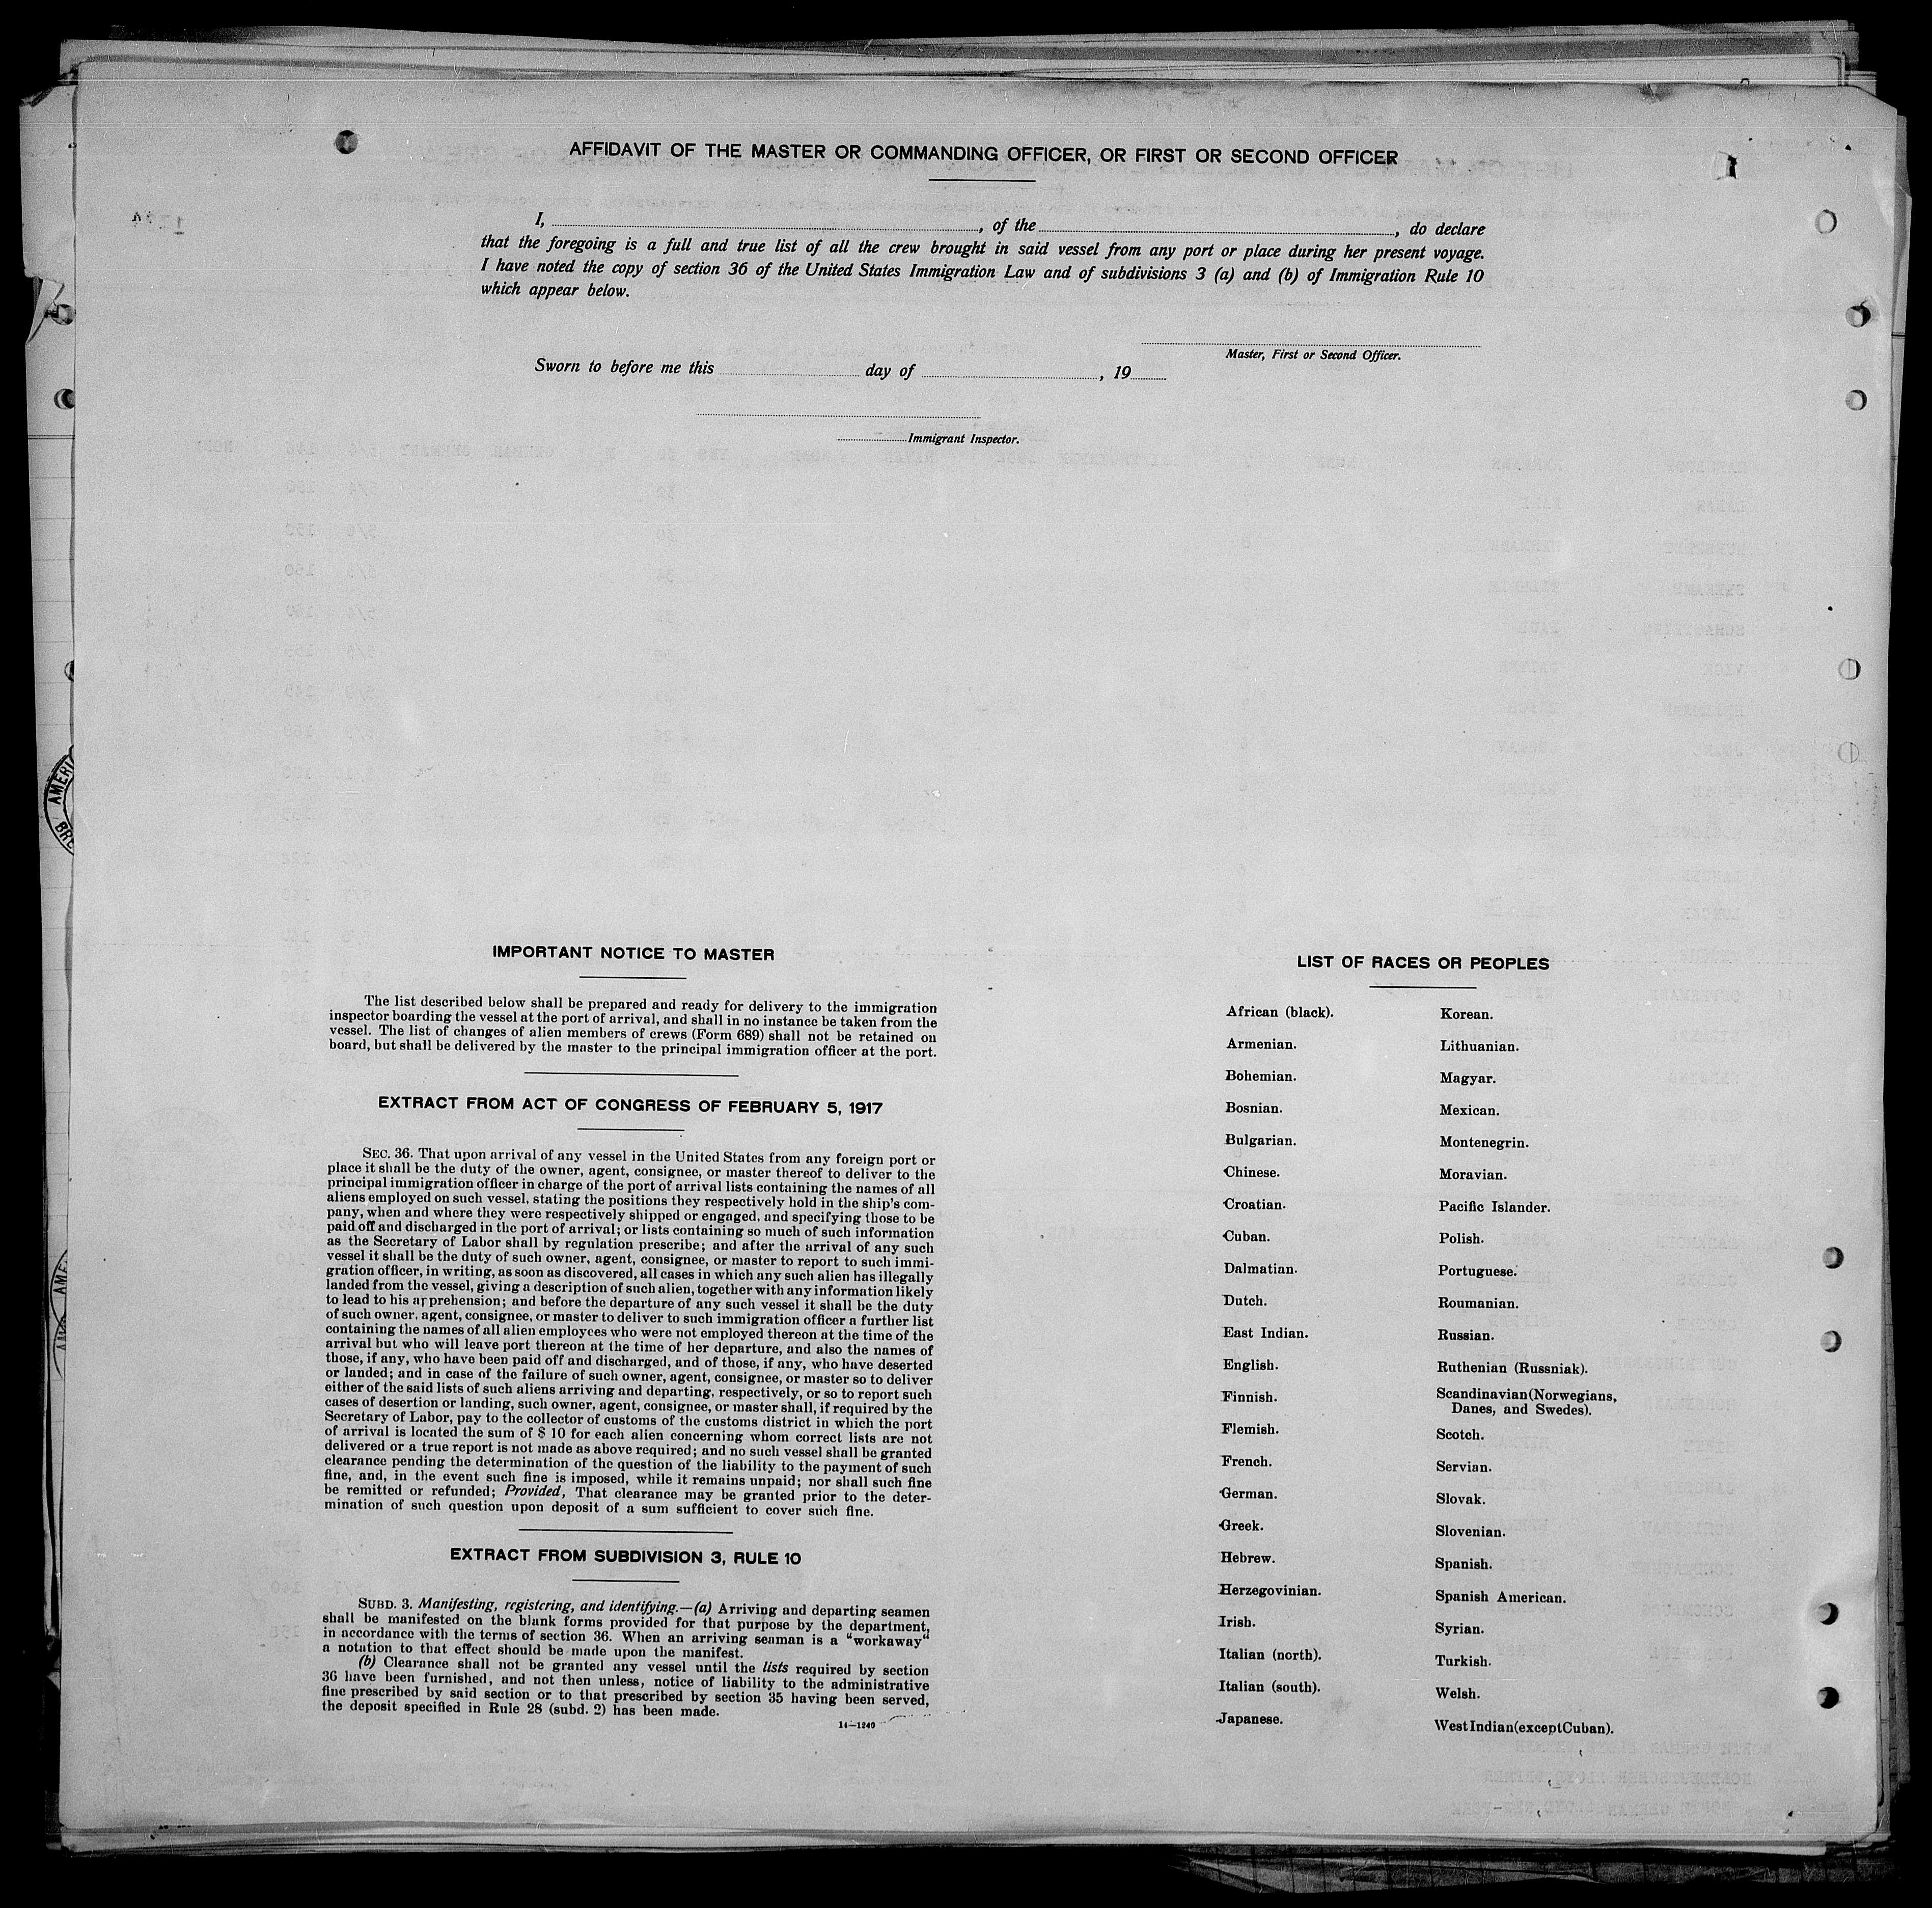 AFFIDAVIT OF THE MASTER OR COMMANDING OFFICER, OR FIRST OR SECOND OFFICER
I, , of the , do declare
that the foregoing is a full and true list of all the crew brought in said vessel from any port or place during her present voyage.
I have noted the copy of section 36 of the United States Immigration Law and of subdivisions 3 (a) and (b) of Immigration Rule 10
which appear below.
Master, First or Second Officer.
Sworn to before me this day of , 19
Immigrant Inspector.
IMPORTANT NOTICE TO MASTER
The list described below shall be prepared and ready for delivery to the immigration
inspector boarding the vessel at the port of arrival, and shall in no instance be taken from the
vessel. The list of changes of alien members of crews (Form 689) shall not be retained on
board, but shall be delivered by the master to the principal immigration officer at the port.
EXTRACT FROM ACT OF CONGRESS OF FEBRUARY 5, 1917
SEC. 36. That upon arrival of any vessel in the United States from any foreign port or
place it shall be the duty of the owner, agent, consignee, or master thereof to deliver to the
principal immigration officer in charge of the port of arrival lists containing the names of all
aliens employed on such vessel, stating the positions they respectively hold in the ship's com-
pany, when and where they were respectively shipped or engaged, and specifying those to be
paid off and discharged in the port of arrival; or lists containing so much of such information
as the Secretary of Labor shall by regulation prescribe; and after the arrival of any such
vessel it shall be the duty of such owner, agent, consignee, or master to report to such immi-
gration officer, in writing, as soon as discovered, all cases in which any such alien has illegally
landed from the vessel, giving a description of such alien, together with any information likely
to lead to his apprehension; and before the departure of any such vessel it shall be the duty
of such owner, agent, consignee, or master to deliver to such immigration officer a further list
containing the names of all alien employees who were not employed thereon at the time of the
arrival but who will leave port thereon at the time of her departure, and also the names of
those, if any, who have been paid off and discharged, and of those, if any, who have deserted
or landed; and in case of the failure of such owner, agent, consignee, or master so to deliver
either of the said lists of such aliens arriving and departing, respectively, or so to report such
cases of desertion or landing, such owner, agent, consignee, or master shall, if required by the
Secretary of Labor, pay to the collector of customs of the customs district in which the port
of arrival is located the sum of $ 10 for each alien concerning whom correct lists are not
delivered or a true report is not made as above required; and no such vessel shall be granted
clearance pending the determination of the question of the liability to the payment of such
fine, and, in the event such fine is imposed, while it remains unpaid; nor shall such fine
be remitted or refunded; Provided, That clearance may be granted prior to the deter-
mination of such question upon deposit of a sum sufficient to cover such fine.
EXTRACT FROM SUBDIVISION 3, RULE 10
SUBD. 3. Manifesting, registering, and identifying.—(a) Arriving and departing seamen
shall be manifested on the blank forms provided for that purpose by the department,
in accordance with the terms of section 36. When an arriving seaman is a "workaway"
a notation to that effect should be made upon the manifest.
(b) Clearance shall not be granted any vessel until the lists required by section
36 have been furnished, and not then unless, notice of liability to the administrative
fine prescribed by said section or to that prescribed by section 35 having been served,
the deposit specified in Rule 28 (subd. 2) has been made.
14—1240
LIST OF RACES OR PEOPLES
African (black).
Armenian.
Bohemian.
Bosnian.
Bulgarian.
Chinese.
Croatian.
Cuban.
Dalmatian.
Dutch.
East Indian.
English.
Finnish.
Flemish.
French.
German.
Greek.
Hebrew.
Herzegovinian.
Irish.
Italian (north).
Italian (south).
Japanese.
Korean.
Lithuanian.
Magyar.
Mexican.
Montenegrin.
Moravian.
Pacific Islander.
Polish.
Portuguese.
Roumanian.
Russian.
Ruthenian (Russniak).
Scandinavian (Norwegians,
Danes, and Swedes).
Scotch.
Servian.
Slovak.
Slovenian.
Spanish.
Spanish American.
Syrian.
Turkish.
Welsh.
West Indian (except Cuban).